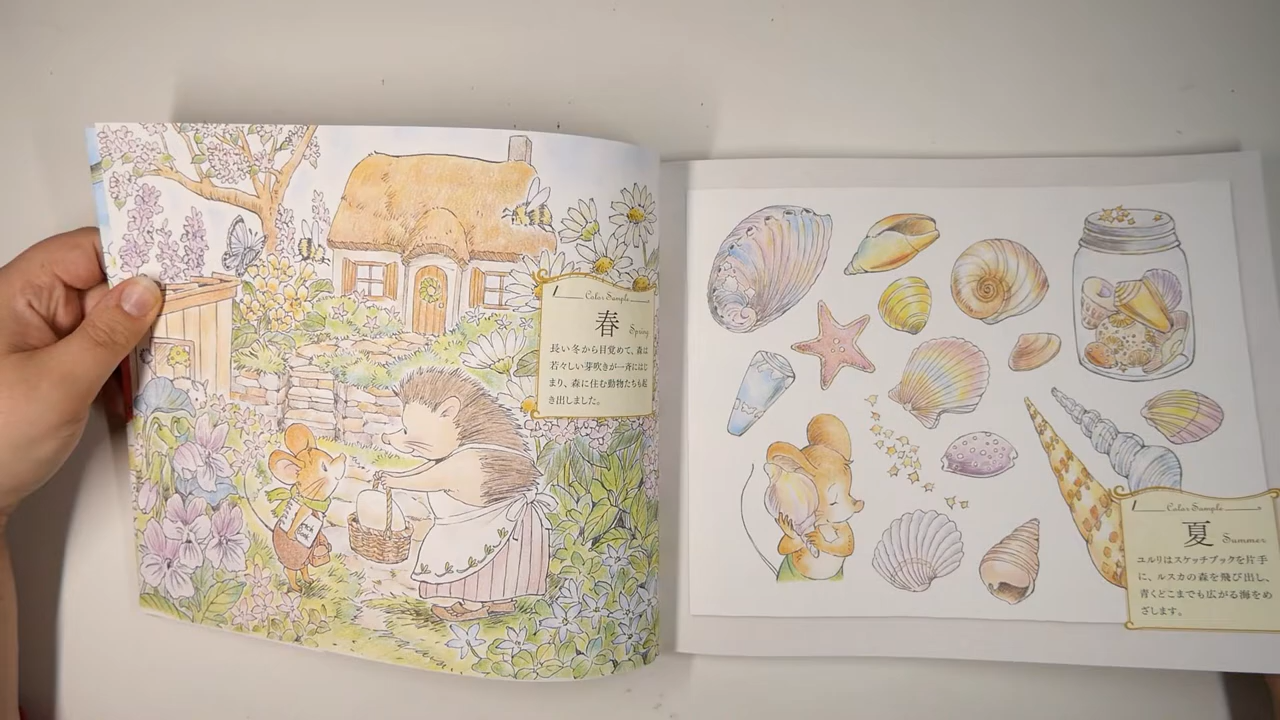 Color Sample
春 Spring
長い冬から目覚めて、森は
若々しい芽吹きが一斉にはじ
まり、森に住む動物たちも起
き出しました。
Color Sample
夏 Summer
ユルリはスケッチブックを片手
に、ルスカの森を飛び出し、
青くどこまでも広がる海をめ
ざします。